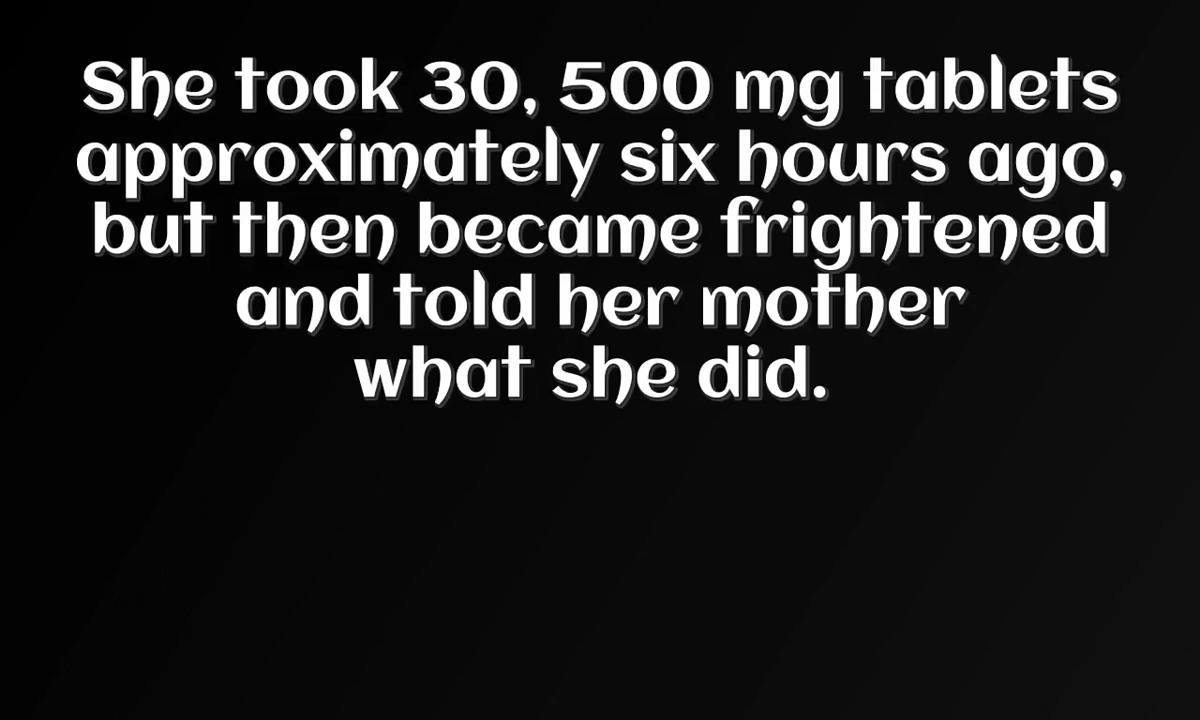 She took 30, 500 mg tablets
approximately six hours ago,
but then became frightened
and told her mother
what she did.